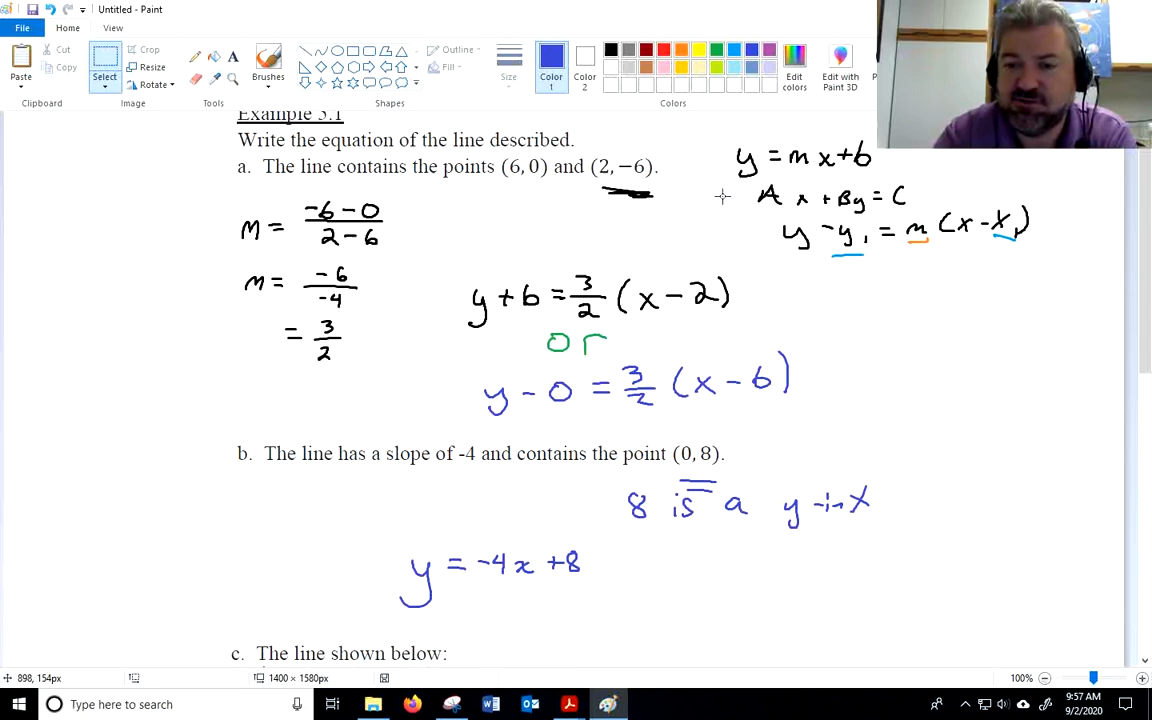 Untitled - Paint
File Home View
Paste Cut Copy Clipboard
Select Crop Resize Rotate Image
Tools
Brushes
Outline Fill Shapes
Size
Color 1 Color 2 Edit colors Colors
Edit with Paint 3D
Example 3.1
Write the equation of the line described.
a. The line contains the points (6, 0) and (2, −6).
y = mx+b
Ax + By = C
y - y₁ = m (x - x₁)
m = -6 - 0 / 2 - 6
m = -6 / -4
= 3/2
y + 6 = 3/2 (x - 2)
or
y - 0 = 3/2 (x - 6)
b. The line has a slope of -4 and contains the point (0, 8).
8 is a y-int
y = -4x + 8
c. The line shown below:
898, 154px 1400 × 1580px 100%
Type here to search
9:57 AM
9/2/2020